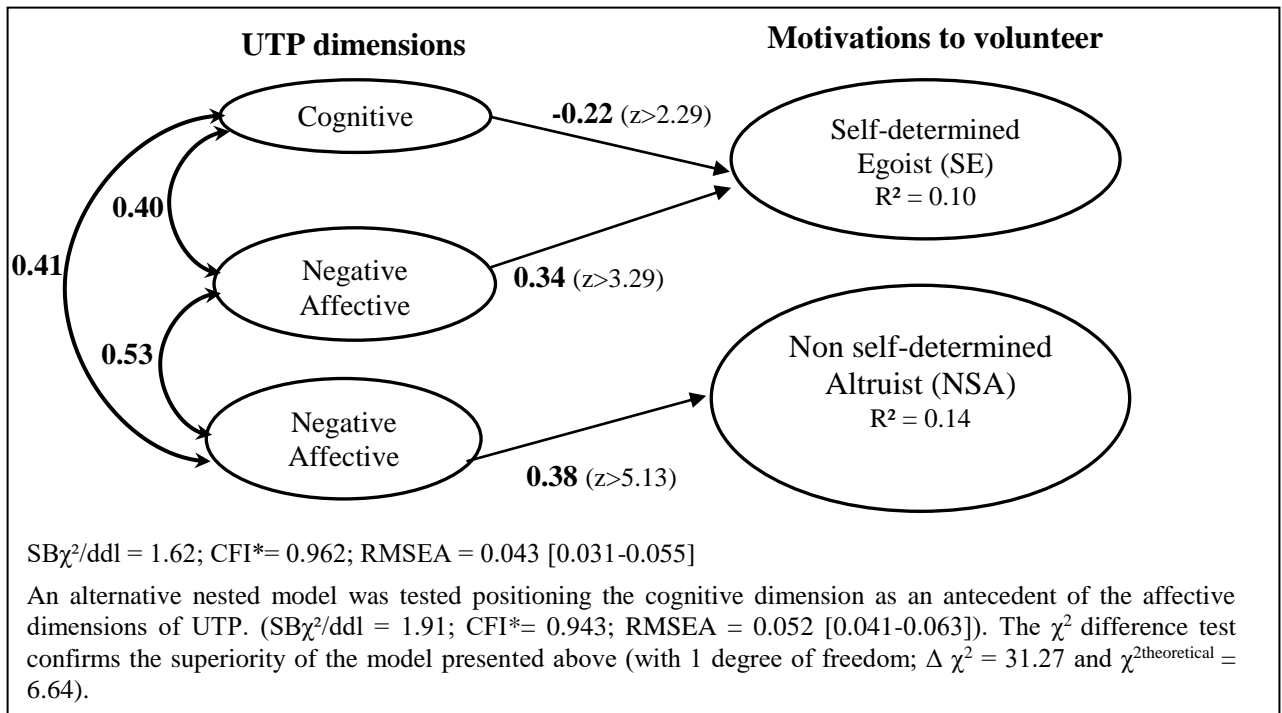 UTP dimensions
Motivations to volunteer
Cognitive
-0.22 (z>2.29)
Self-determined
Egoist (SE)
R² = 0.10
0.40
0.41
Negative
Affective
0.34 (z>3.29)
0.53
Non self-determined
Altruist (NSA)
R² = 0.14
Negative
Affective
0.38 (z>5.13)
SBχ²/ddl = 1.62; CFI*= 0.962; RMSEA = 0.043 [0.031-0.055]
An alternative nested model was tested positioning the cognitive dimension as an antecedent of the affective
dimensions of UTP. (SBχ²/ddl = 1.91; CFI*= 0.943; RMSEA = 0.052 [0.041-0.063]). The χ² difference test
confirms the superiority of the model presented above (with 1 degree of freedom; Δ χ² = 31.27 and χ²theoretical =
6.64).